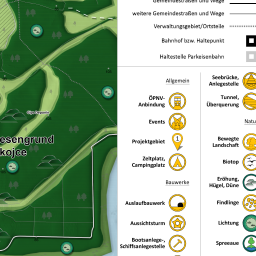 Gemeindestraßen und Wege
weitere Gemeindestraßen und Wege
Verwaltungsgebiet/Ortsteile
Bahnhof bzw. Haltepunkt
Haltestelle Parkeisenbahn
Allgemein
ÖPNV-
Anbindung
Events
Projektgebiet
Zeltplatz,
Campingplatz
Bauwerke
Auslaufbauwerk
Aussichtsturm
Bootsanlege-,
Schiffsanlegestelle
Seebrücke,
Anlegestelle
Tunnel,
Überquerung
Natu
Bewegte
Landschaft
Biotop
Eröhung,
Hügel, Düne
Findlinge
Lichtung
Spreeaue
esengrund
kojce